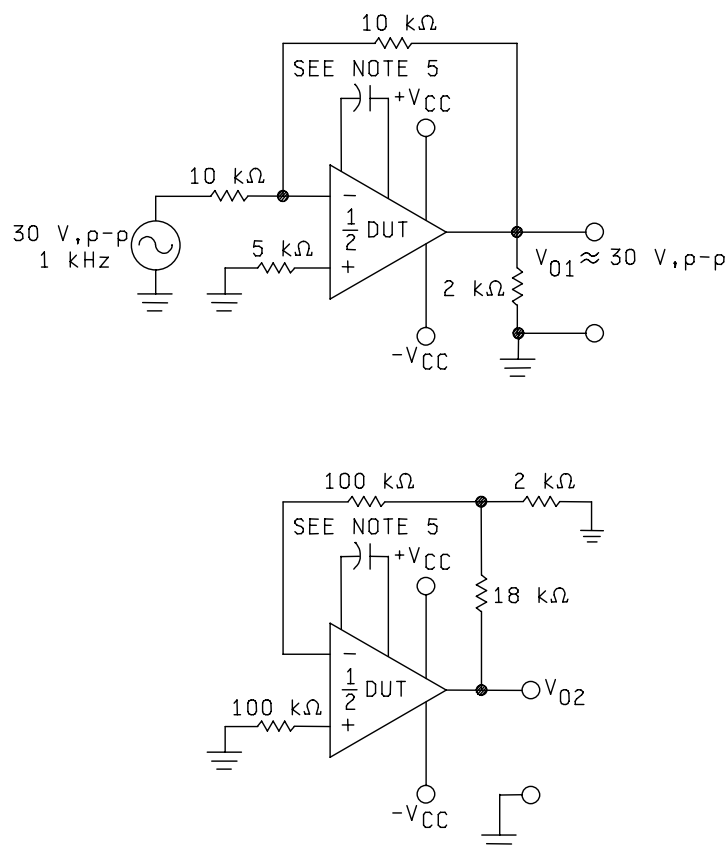 10 kΩ
SEE NOTE 5
+VCC
10 kΩ
30 V,p-p
1 kHz
−
1/2 DUT
5 kΩ
+
VO1 ≈ 30 V,p-p
2 kΩ
-VCC
100 kΩ
2 kΩ
SEE NOTE 5
+VCC
18 kΩ
−
1/2 DUT
VO2
100 kΩ
+
-VCC